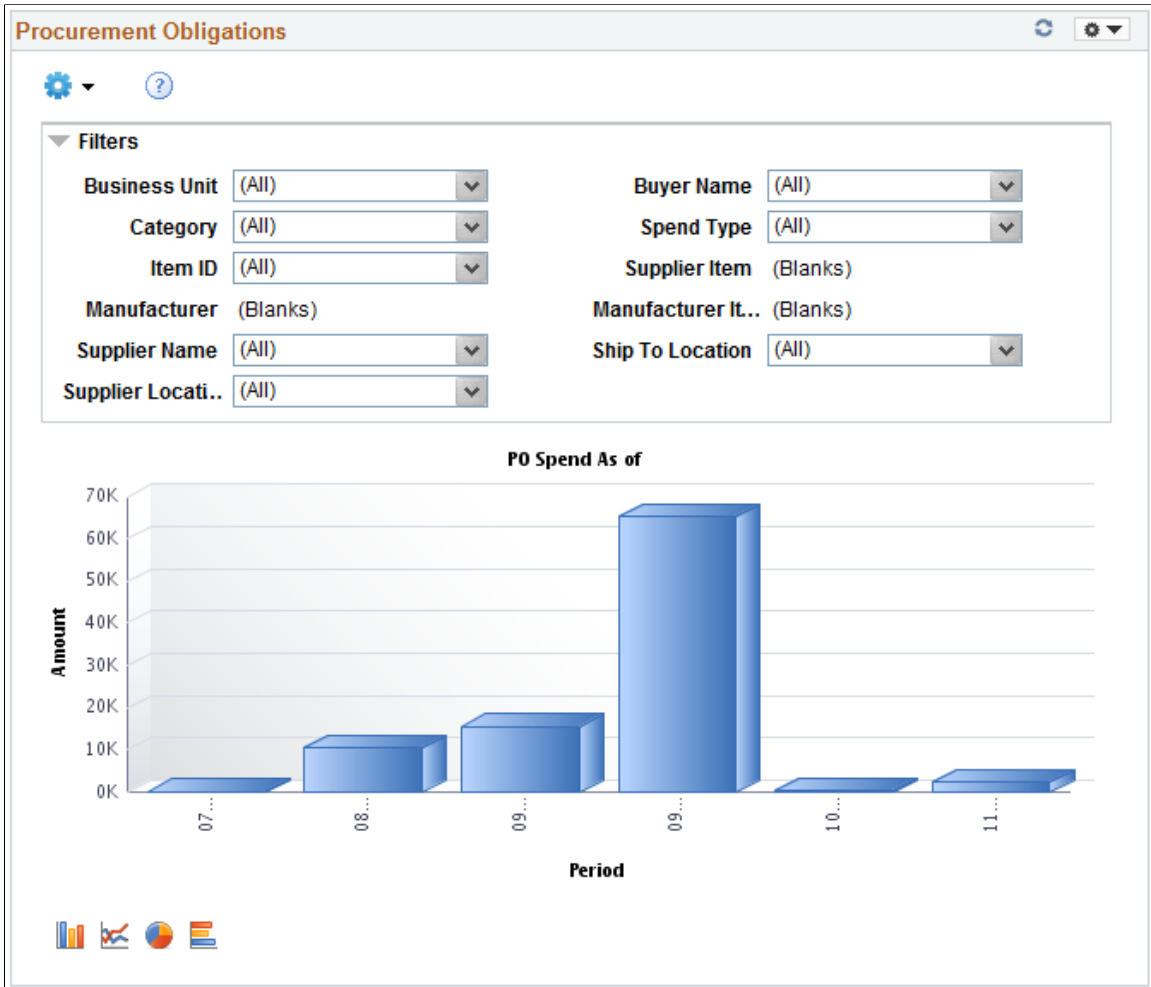 Procurement Obligations
?
Filters
Business Unit (All) Buyer Name (All)
Category (All) Spend Type (All)
Item ID (All) Supplier Item (Blanks)
Manufacturer (Blanks) Manufacturer It... (Blanks)
Supplier Name (All) Ship To Location (All)
Supplier Locati... (All)
PO Spend As of
70K
60K
50K
40K
30K
20K
10K
0K
Amount
07... 08... 09... 09... 10... 11...
Period